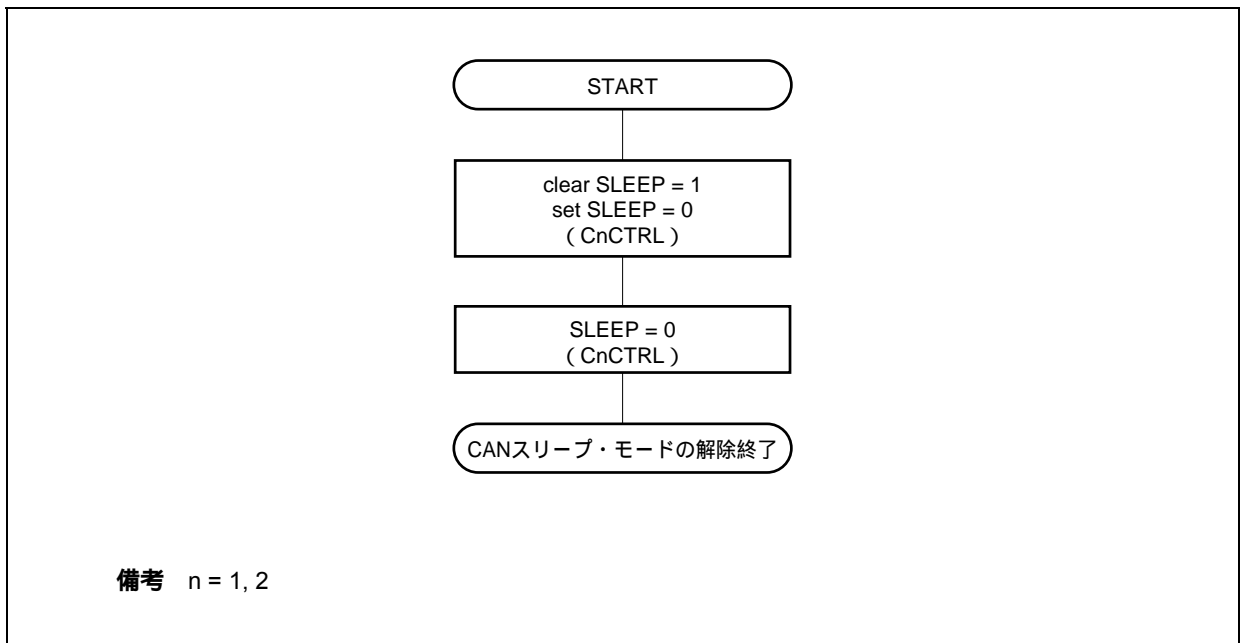 START
clear SLEEP = 1
set SLEEP = 0
( CnCTRL )
SLEEP = 0
( CnCTRL )
CANスリープ・モードの解除終了
備考 n = 1, 2